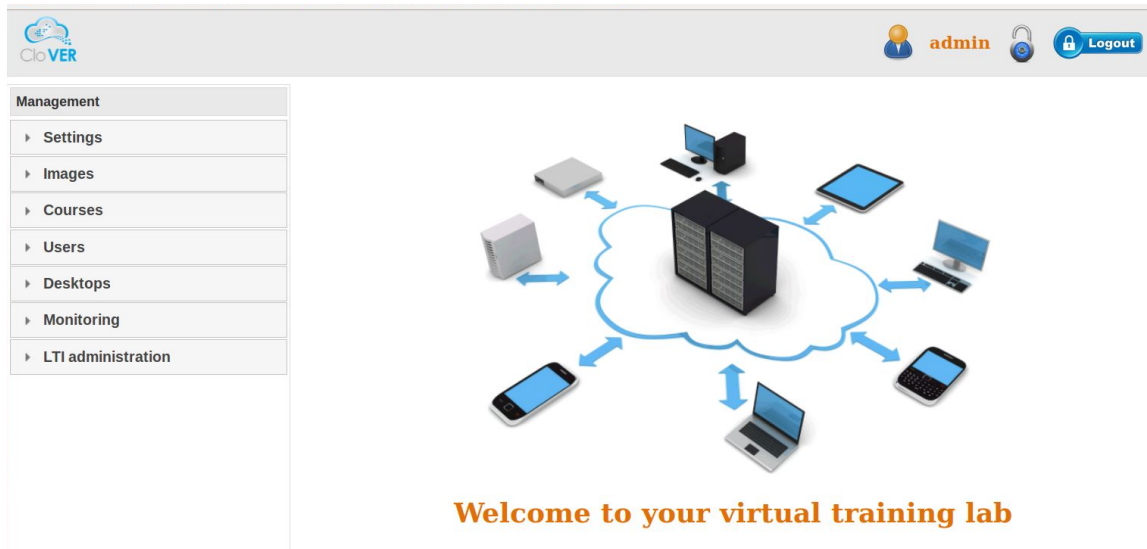 CloVER
admin
Logout
Management
Settings
Images
Courses
Users
Desktops
Monitoring
LTI administration
Welcome to your virtual training lab